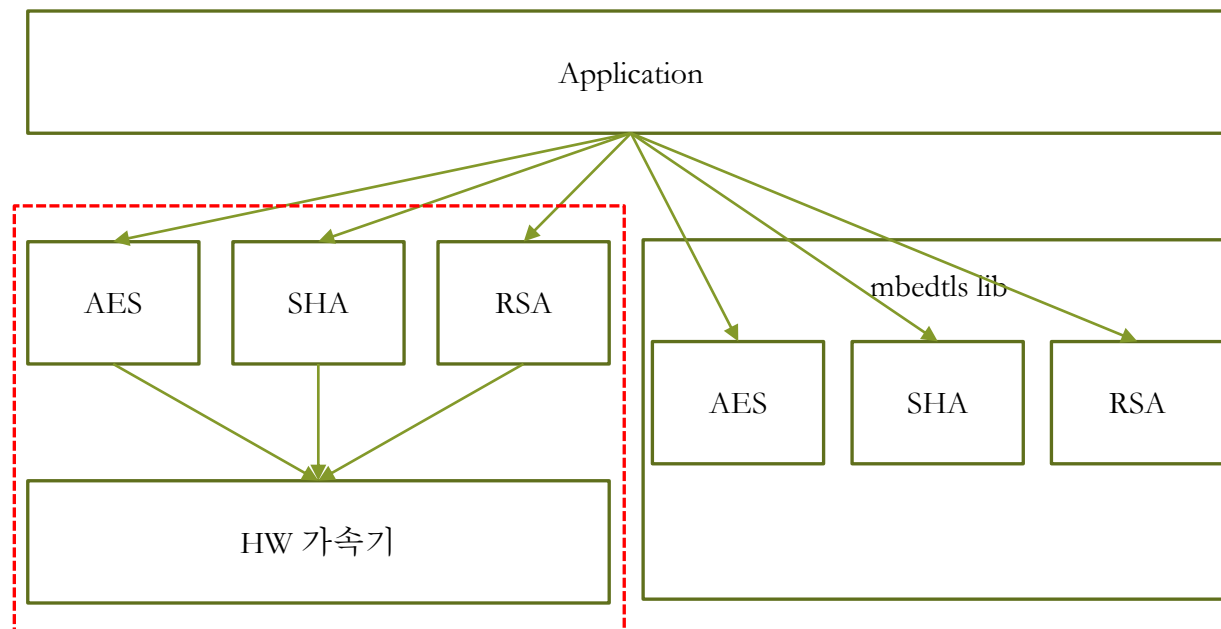 Application
AES
SHA
RSA
mbedtls lib
AES
SHA
RSA
HW 가속기